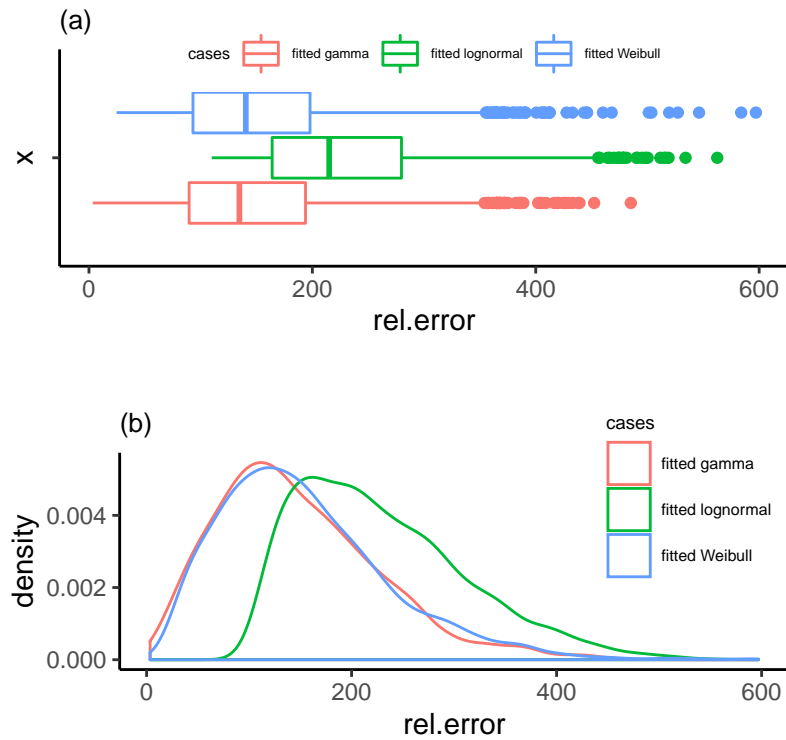 (a)
cases fitted gamma fitted lognormal fitted Weibull
x
0 200 400 600
rel.error
(b)
cases
fitted gamma
fitted lognormal
fitted Weibull
density
0.004
0.002
0.000
0 200 400 600
rel.error